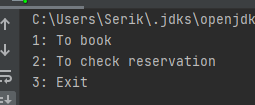 C:\Users\Serik\.jdks\openjdk
1: To book
2: To check reservation
3: Exit